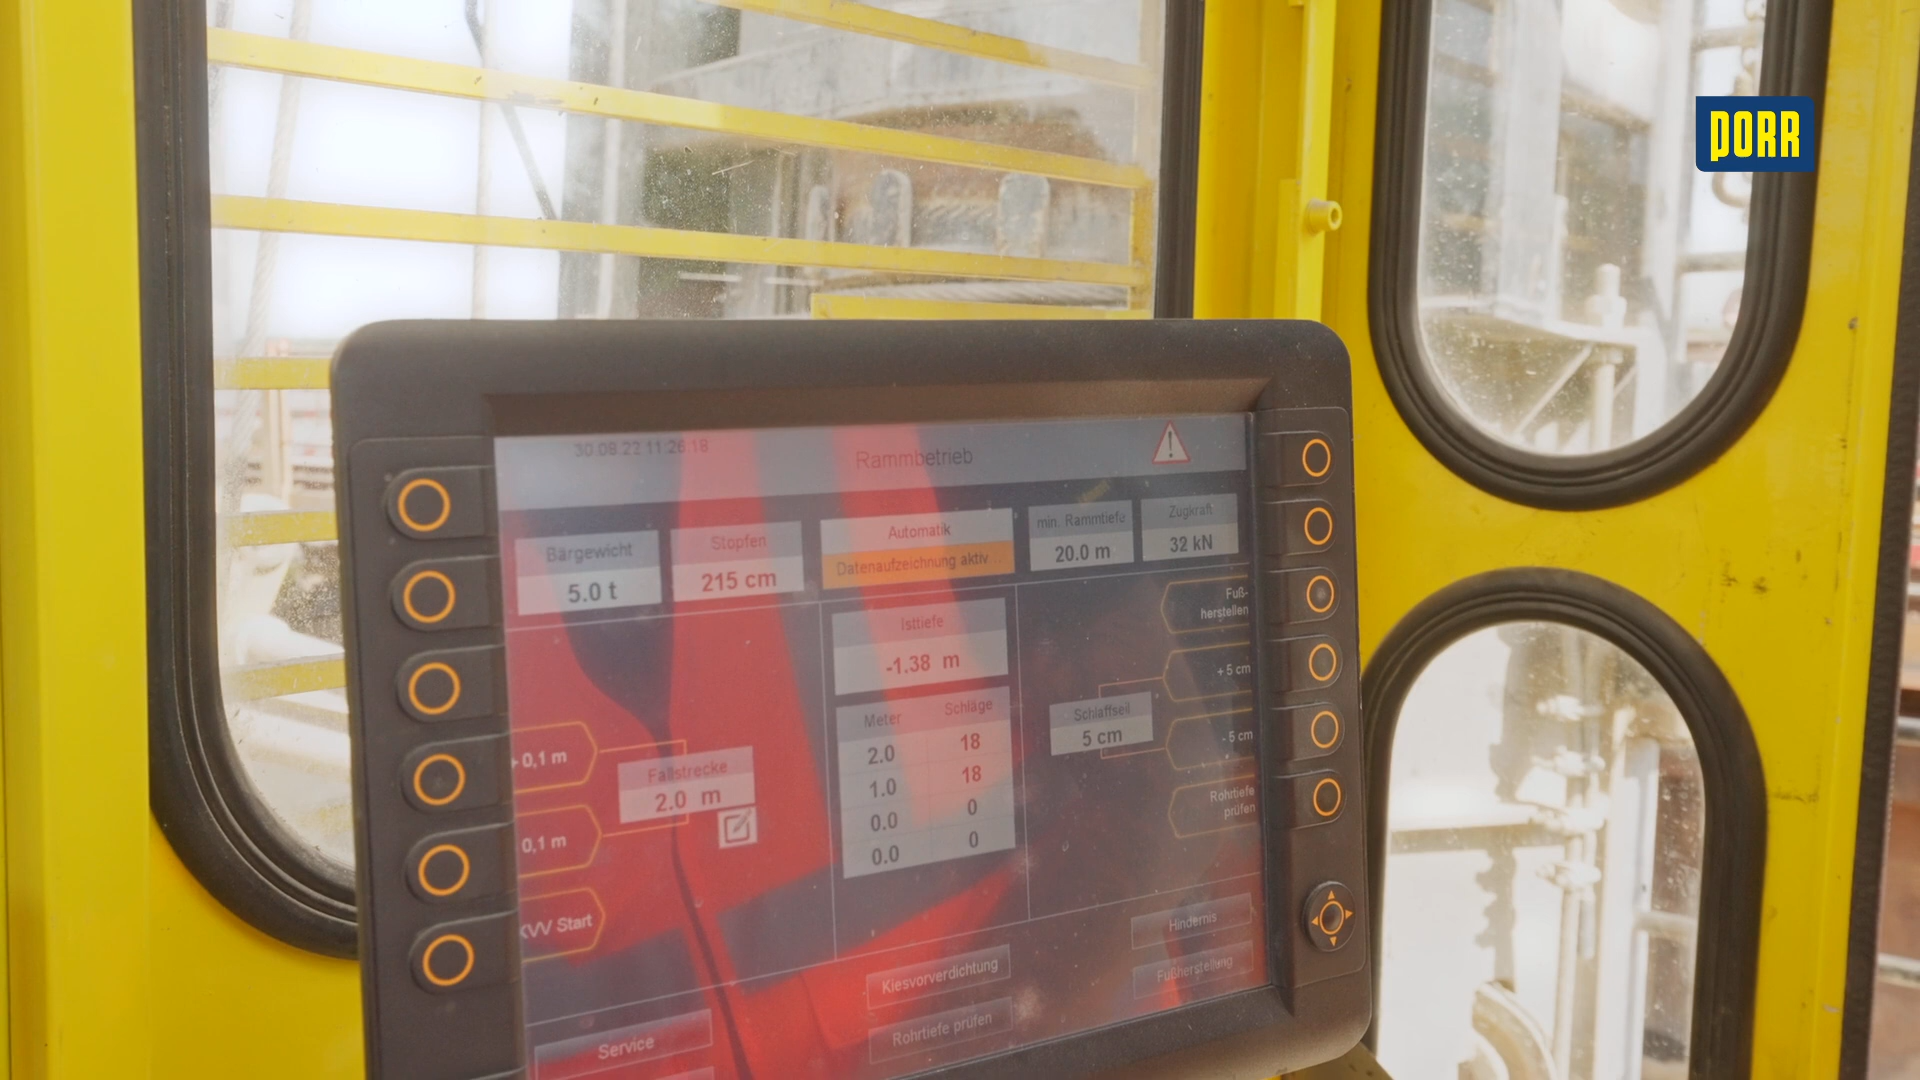 PORR
30.08.22 11:26:18
Rammbetrieb
Bärgewicht
5.0 t
Stopfen
215 cm
Automatik
Datenaufzeichnung aktiv
min. Rammtiefe
20.0 m
Zugkraft
32 kN
Isttiefe
-1.38 m
Meter Schläge
2.0 18
1.0 18
0.0 0
0.0 0
+ 0,1 m
0,1 m
Fallstrecke
2.0 m
KVV Start
Schlaffseil
5 cm
Fuß-
herstellen
+ 5 cm
- 5 cm
Rohrtiefe
prüfen
Hindernis
Fußherstellung
Kiesvorverdichtung
Rohrtiefe prüfen
Service